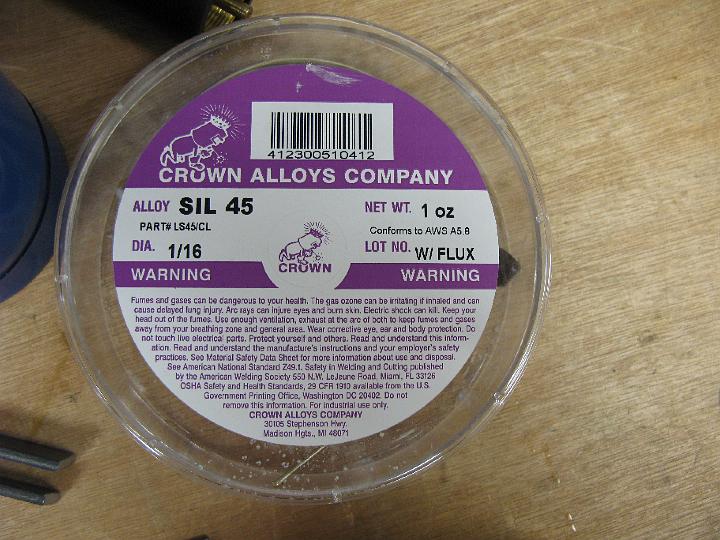 412300510412
CROWN ALLOYS COMPANY
ALLOY SIL 45
PART# LS45/CL
DIA. 1/16
NET WT. 1 oz
Conforms to AWS A5.8
LOT NO. W/ FLUX
CROWN
WARNING WARNING
Fumes and gases can be dangerous to your health. The gas ozone can be irritating if inhaled and can
cause delayed lung injury. Arc rays can injure eyes and burn skin. Electric shock can kill. Keep your
head out of the fumes. Use enough ventilation, exhaust at the arc of both to keep fumes and gases
away from your breathing zone and general area. Wear corrective eye, ear and body protection. Do
not touch live electrical parts. Protect yourself and others. Read and understand this inform-
ation. Read and understand the manufacture's instructions and your employer's safety
practices. See Material Safety Data Sheet for more information about use and disposal.
See American National Standard Z49.1. Safety in Welding and Cutting published
by the American Welding Society 550 N.W. LeJeune Road. Miami, FL 33126
OSHA Safety and Health Standards, 29 CFR 1910 available from the U.S.
Government Printing Office, Washington DC 20402. Do not
remove this information. For industrial use only.
CROWN ALLOYS COMPANY
30105 Stephenson Hwy.
Madison Hgts., MI 48071